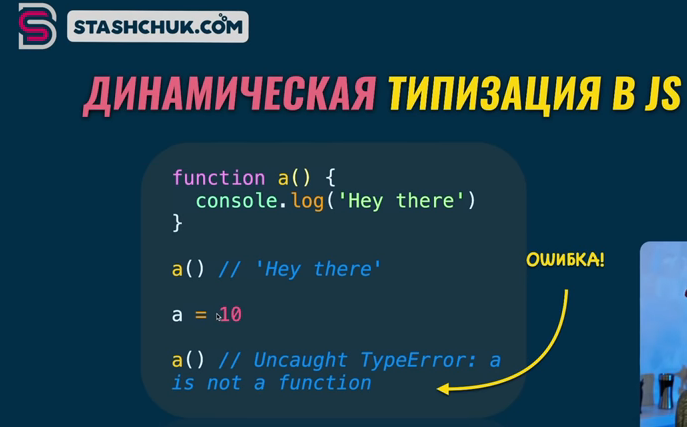 STASHCHUK.COM
ДИНАМИЧЕСКАЯ ТИПИЗАЦИЯ В JS
function a() {
console.log('Hey there')
}
a() // 'Hey there'
ОШИБКА!
a = 10
a() // Uncaught TypeError: a
is not a function